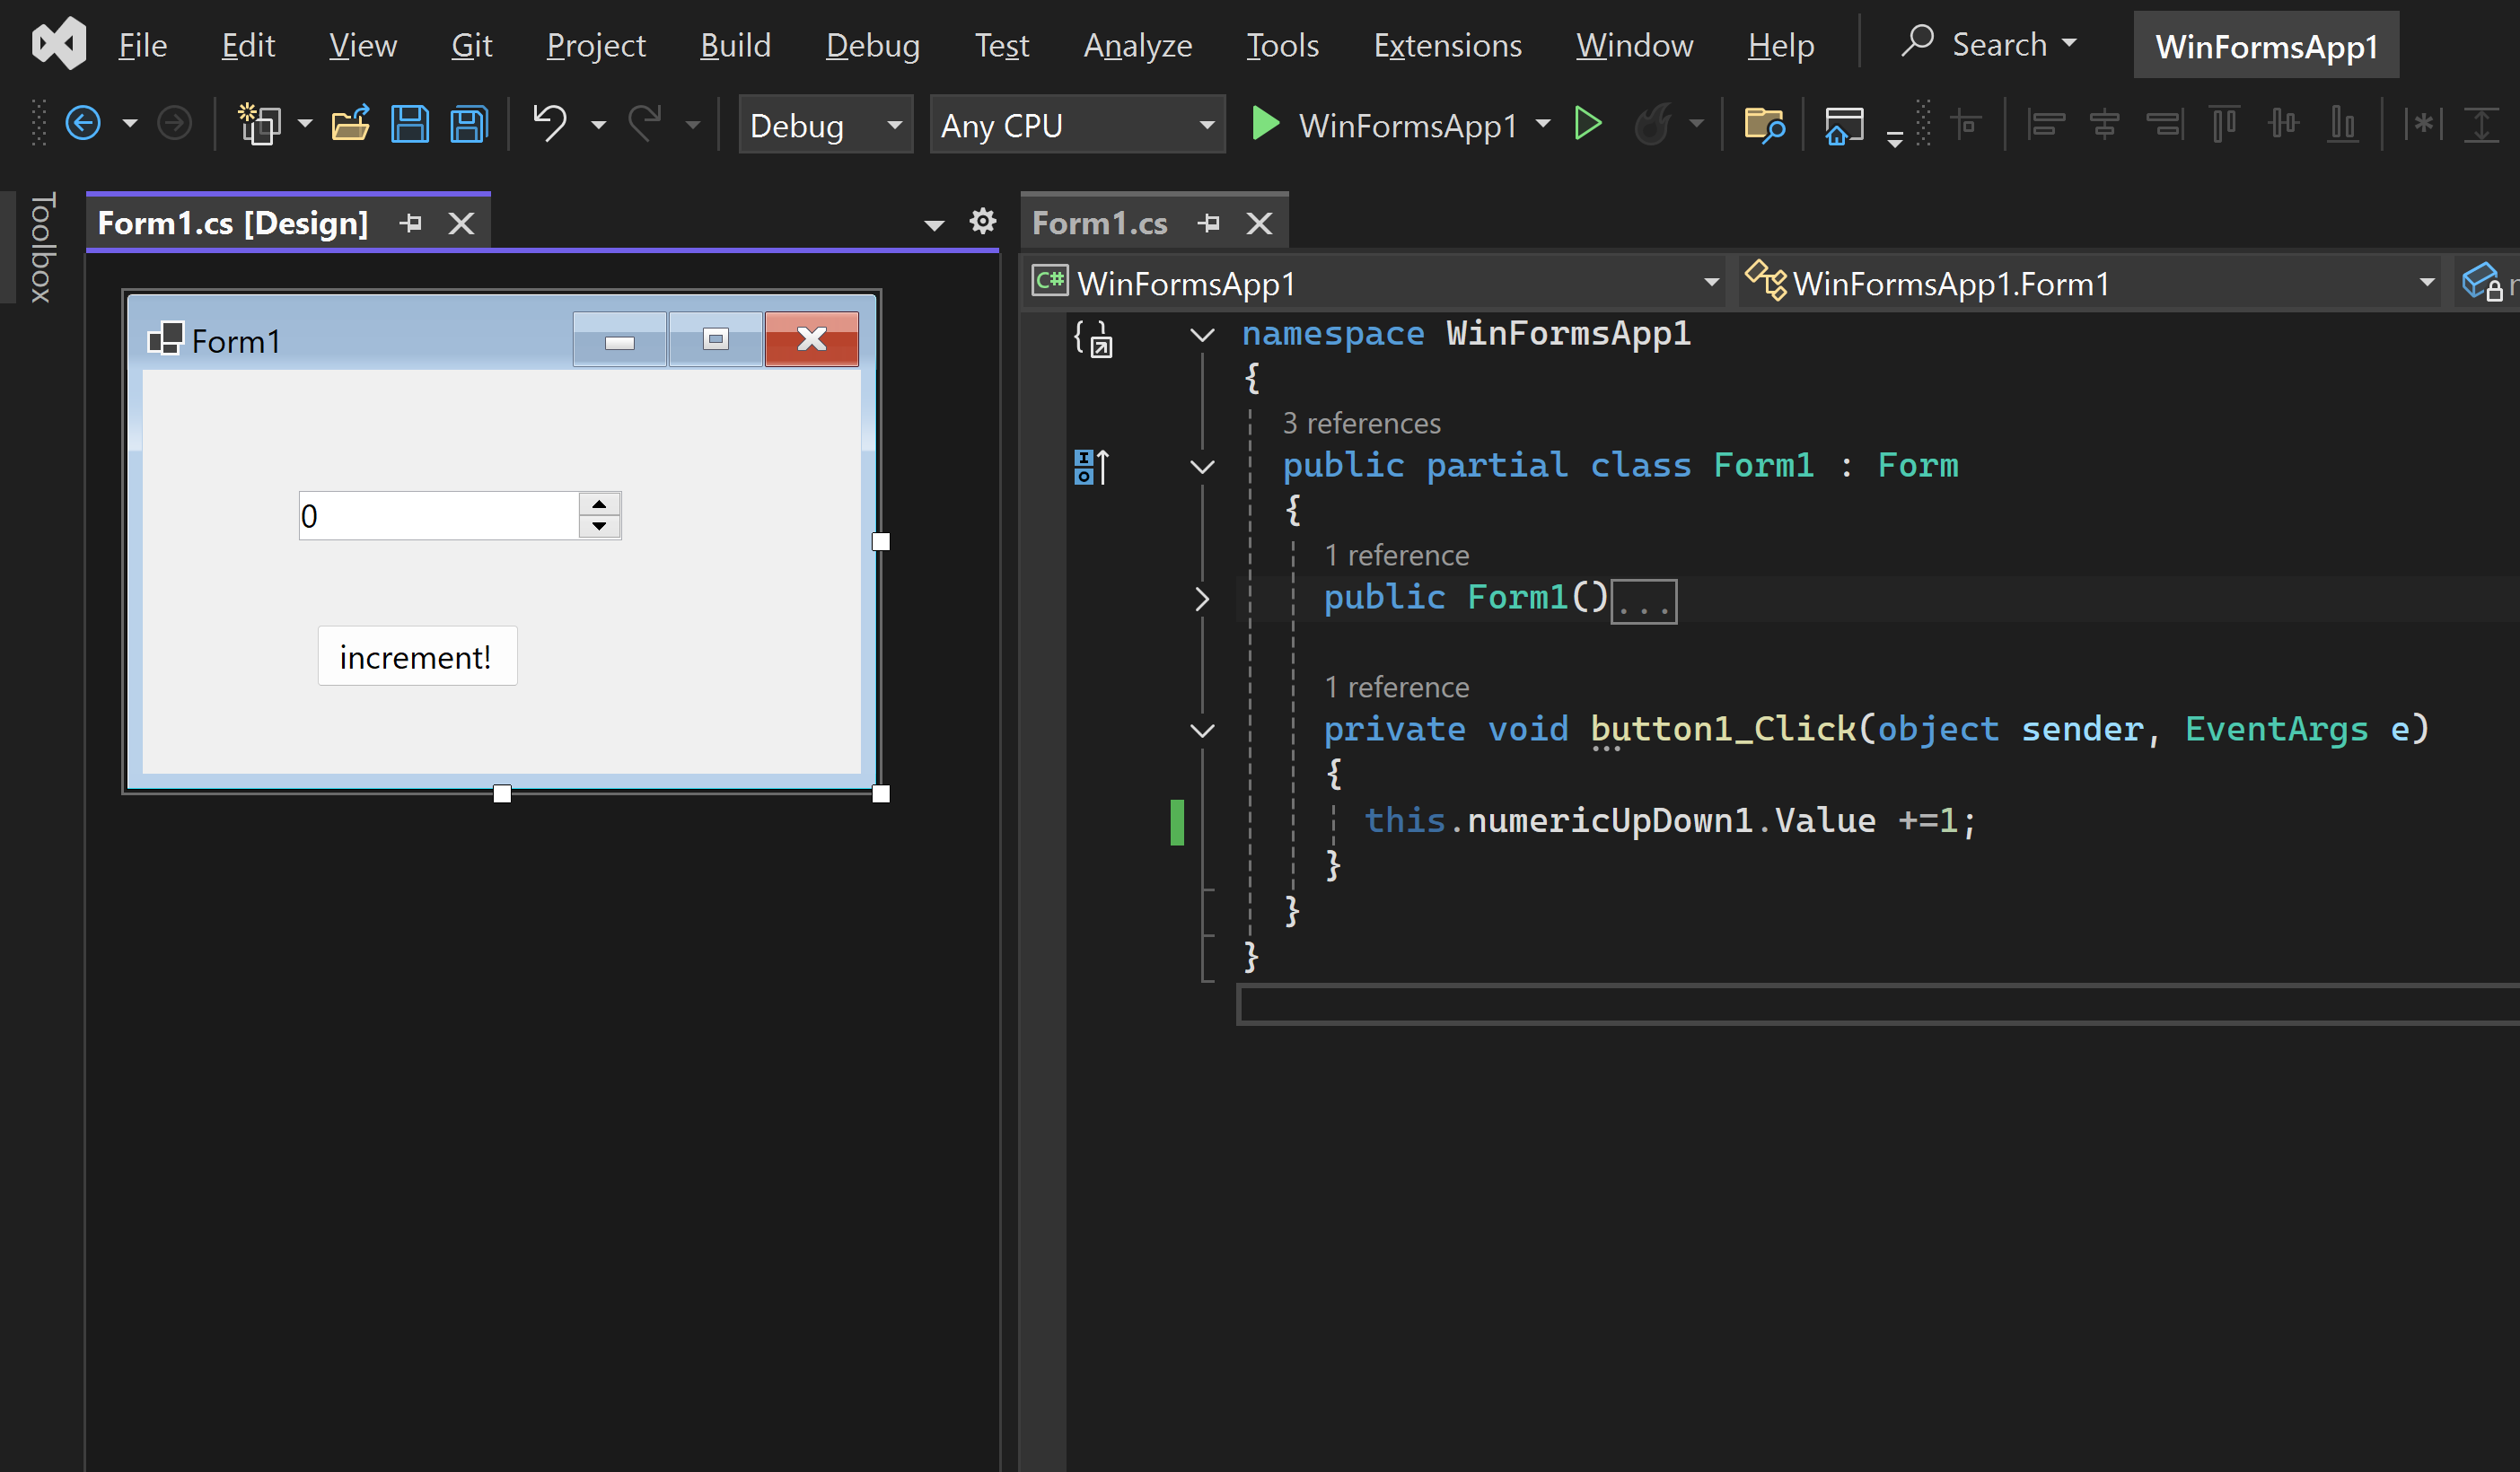 File Edit View Git Project Build Debug Test Analyze Tools Extensions Window Help Search WinFormsApp1
Debug Any CPU WinFormsApp1
Toolbox
Form1.cs [Design]
Form1
0
increment!
Form1.cs
C# WinFormsApp1 WinFormsApp1.Form1
namespace WinFormsApp1
{
3 references
public partial class Form1 : Form
{
1 reference
public Form1()...
1 reference
private void button1_Click(object sender, EventArgs e)
{
this.numericUpDown1.Value +=1;
}
}
}